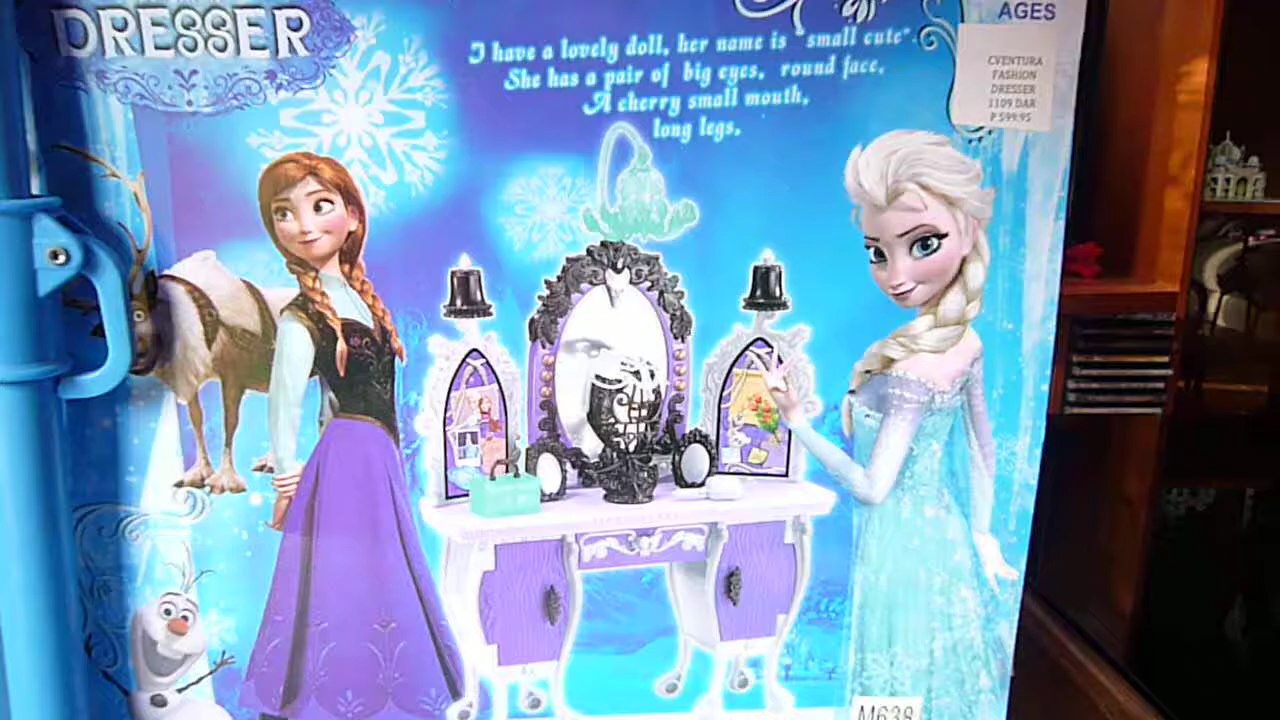 DRESSER
I have a lovely doll, her name is "small cute".
She has a pair of big eyes, round face,
A cherry small mouth,
long legs,
AGES
CVENTURA
FASHION
DRESSER
1109 DAR
P 599.95
M638